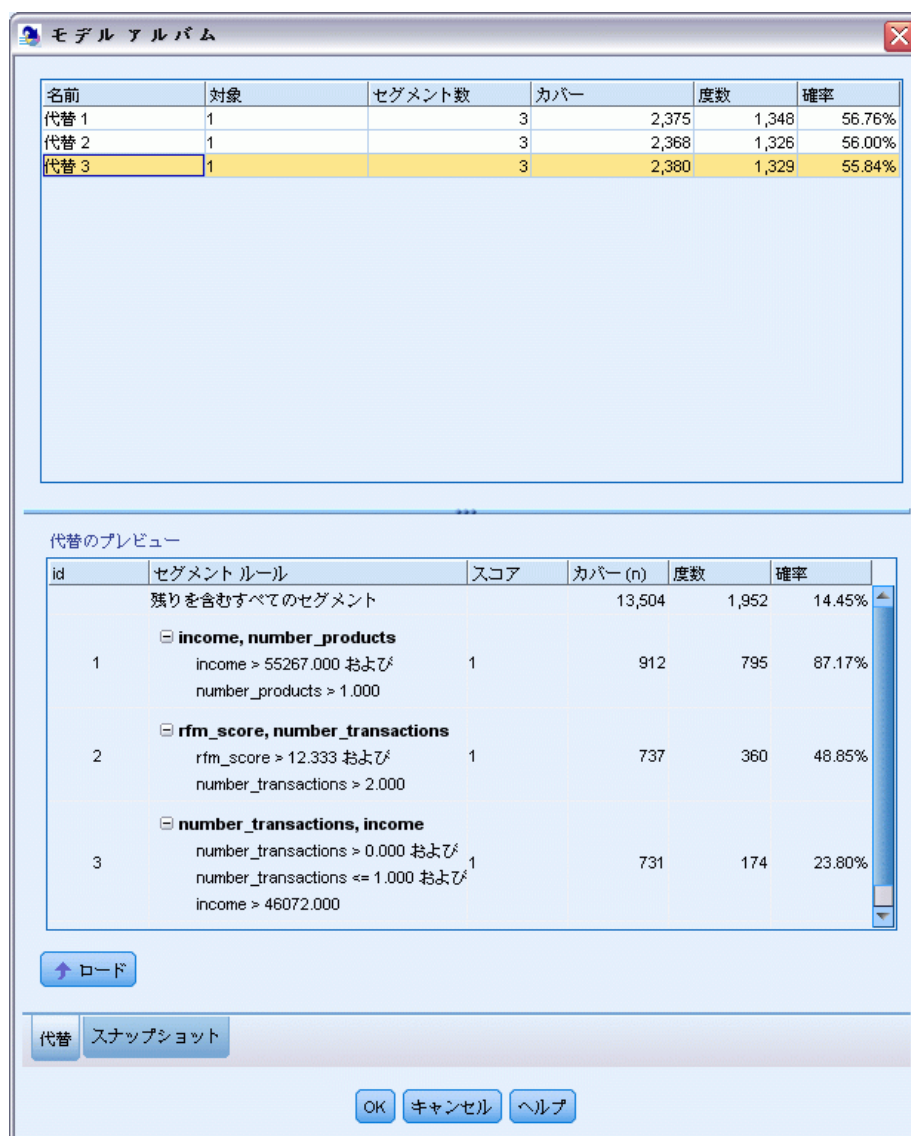 モデル アルバム
名前 対象 セグメント数 カバー 度数 確率
代替 1 1 3 2,375 1,348 56.76%
代替 2 1 3 2,368 1,326 56.00%
代替 3 1 3 2,380 1,329 55.84%
代替のプレビュー
id セグメント ルール スコア カバー (n) 度数 確率
残りを含むすべてのセグメント 13,504 1,952 14.45%
income, number_products
1 income > 55267.000 および 1 912 795 87.17%
number_products > 1.000
rfm_score, number_transactions
2 rfm_score > 12.333 および 1 737 360 48.85%
number_transactions > 2.000
number_transactions, income
number_transactions > 0.000 および
3 number_transactions <= 1.000 および 1 731 174 23.80%
income > 46072.000
ロード
代替 スナップショット
OK キャンセル ヘルプ